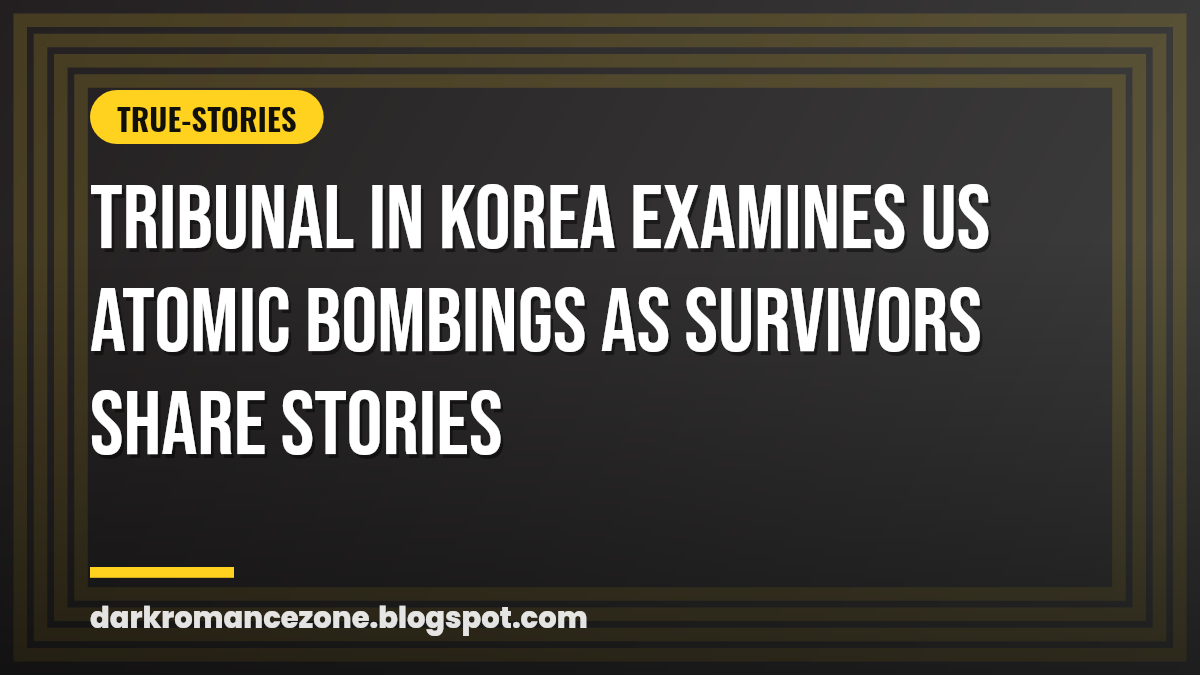 TRUE-STORIES
TRIBUNAL IN KOREA EXAMINES US
ATOMIC BOMBINGS AS SURVIVORS
SHARE STORIES
darkromancezone.blogspot.com